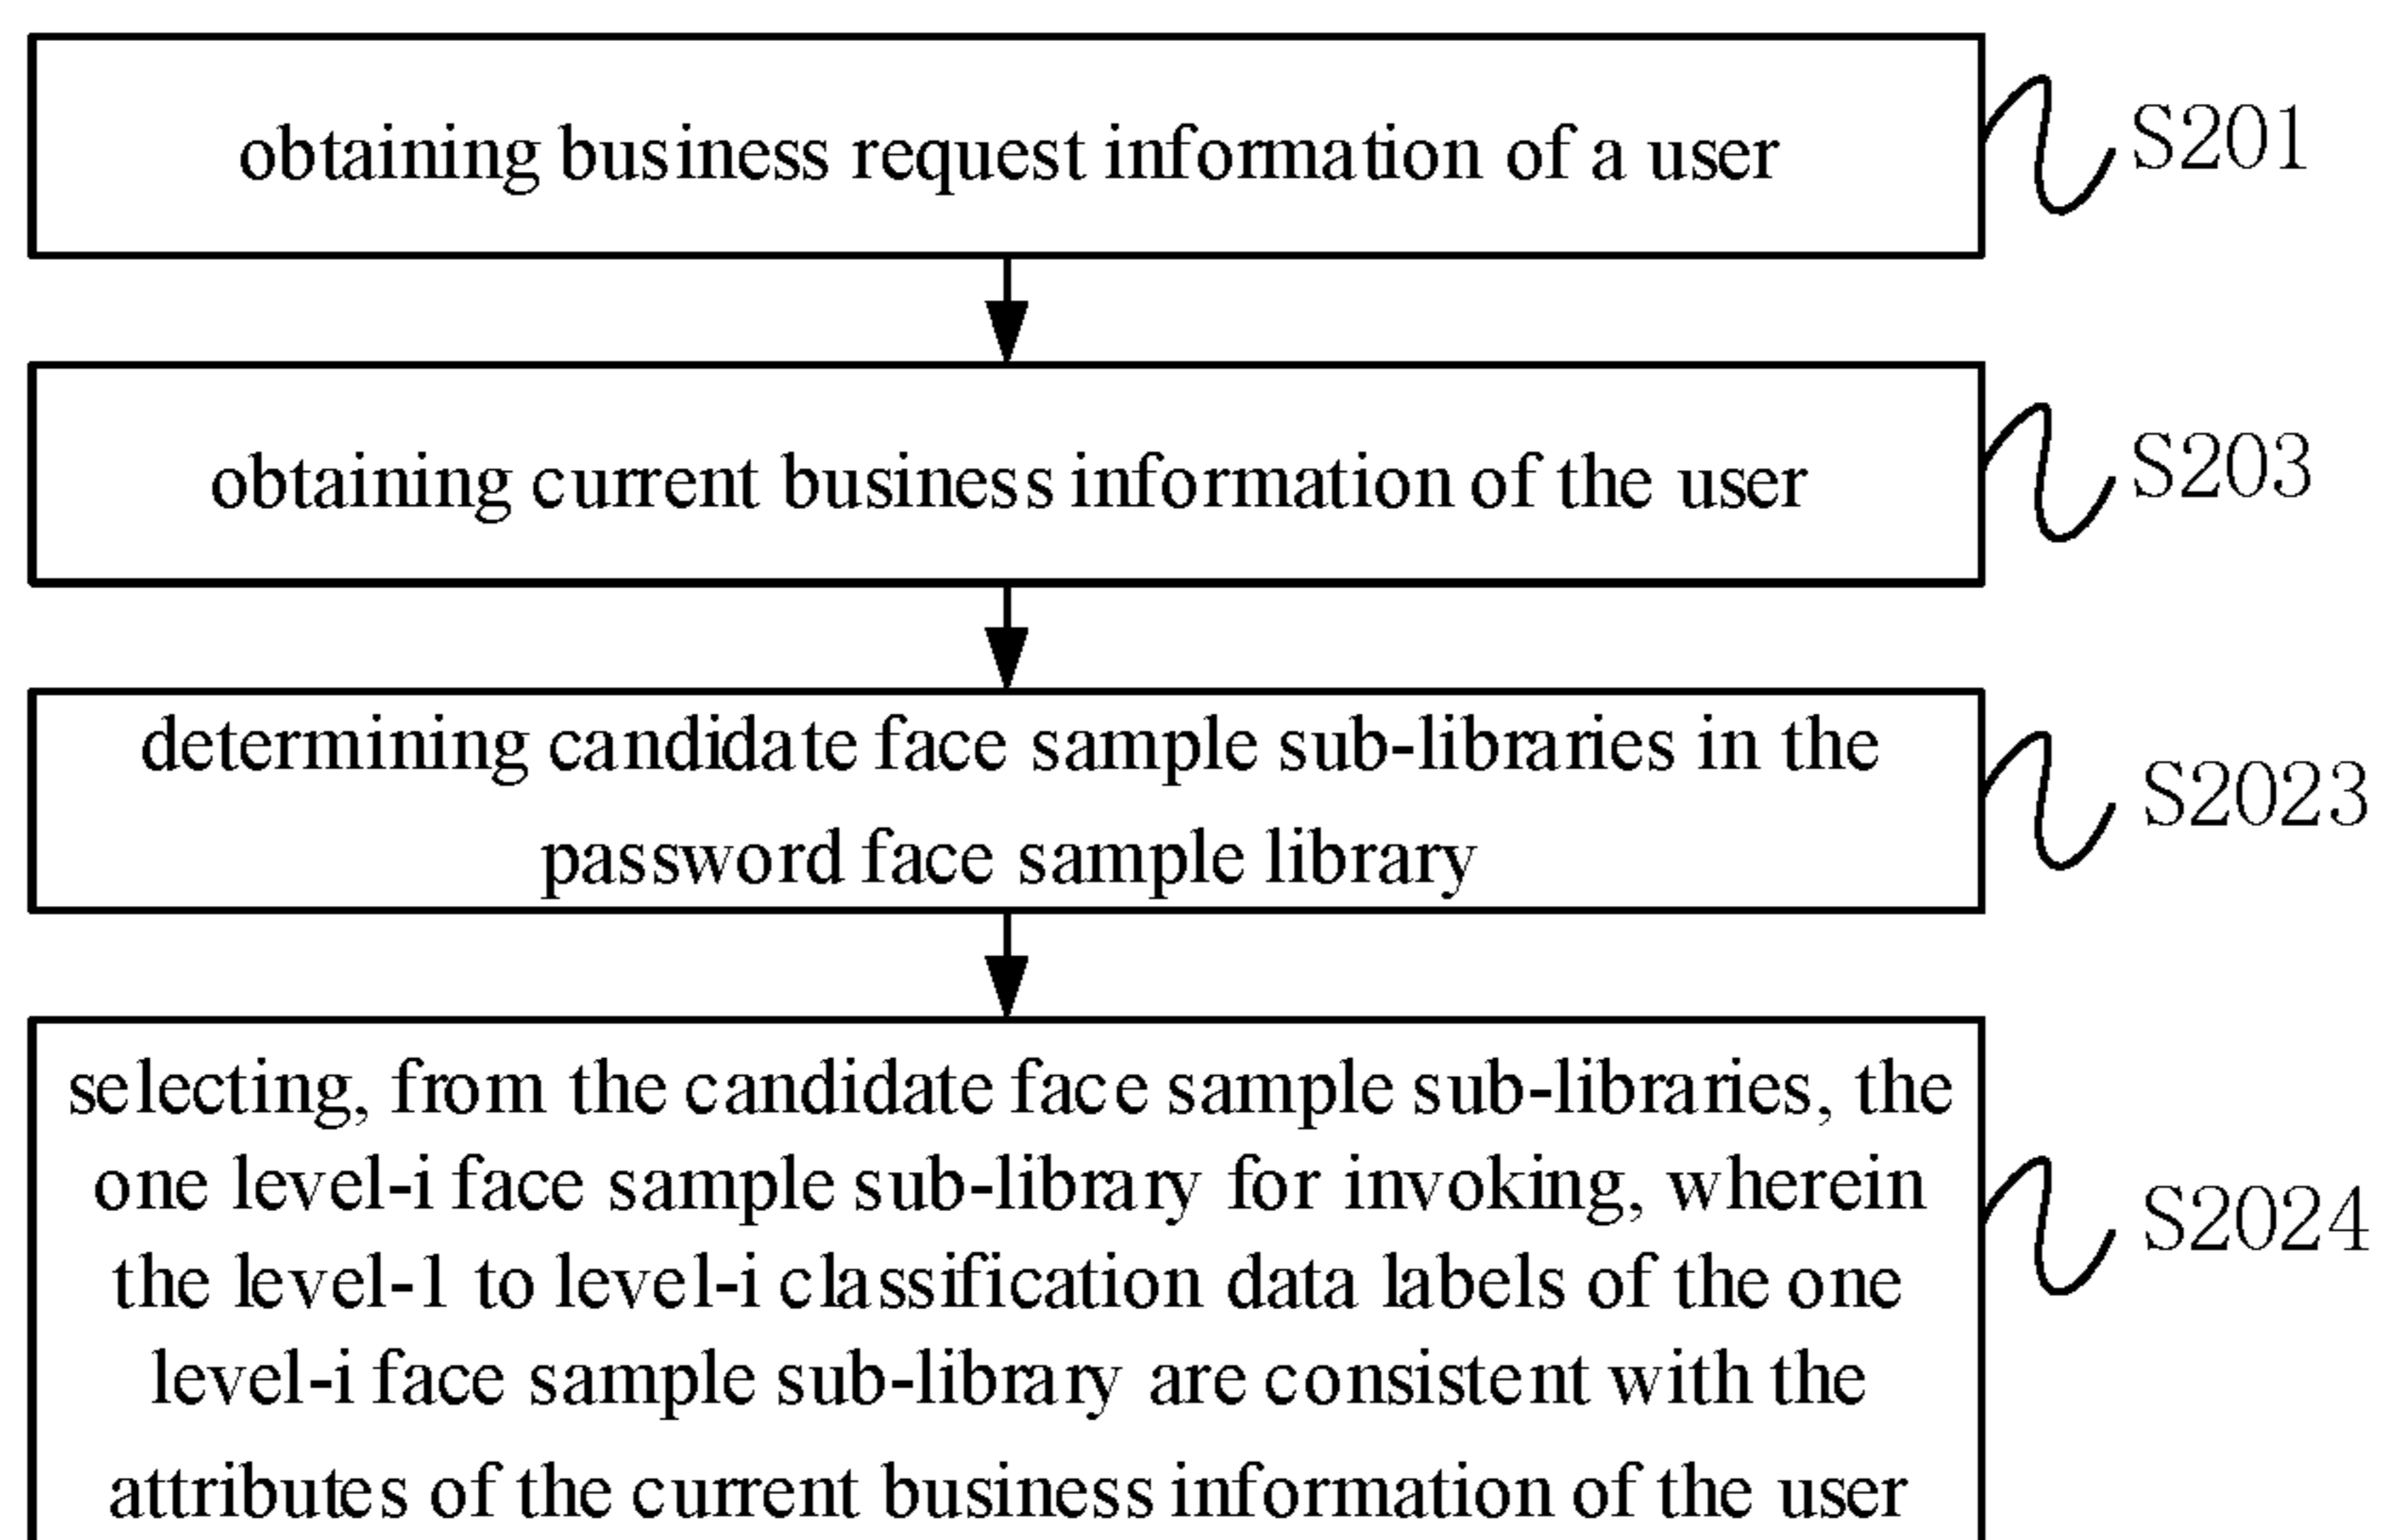 obtaining business request information of a user
S201
obtaining current business information of the user
S203
determining candidate face sample sub-libraries in the
password face sample library
S2023
selecting, from the candidate face sample sub-libraries, the
one level-i face sample sub-library for invoking, wherein
the level-1 to level-i classification data labels of the one
level-i face sample sub-library are consistent with the
attributes of the current business information of the user
S2024